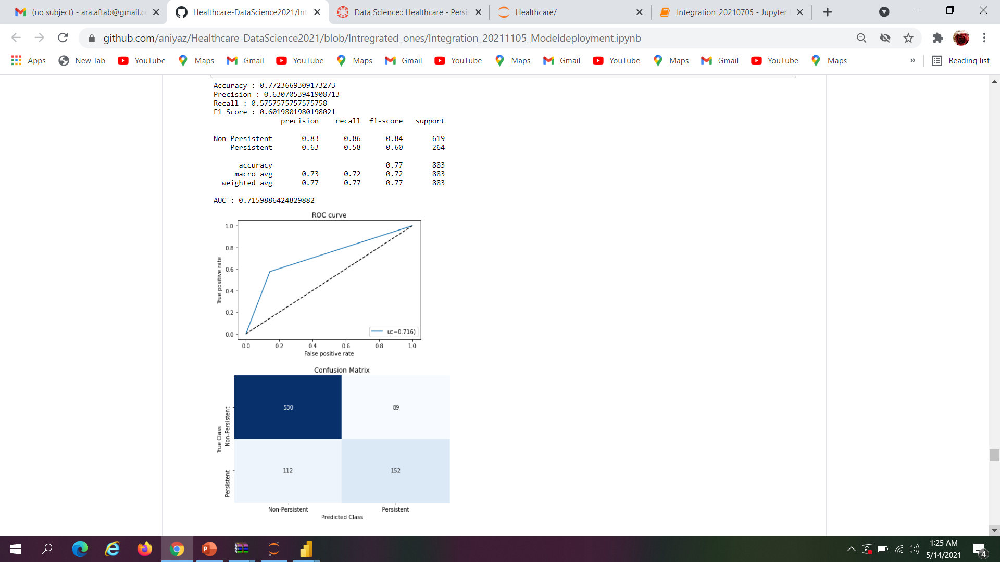 (no subject) - ara.aftab@gmail.c
Healthcare-DataScience2021/Int
Data Science:: Healthcare - Persi
Healthcare/
Integration_20210705 - Jupyter
github.com/aniyaz/Healthcare-DataScience2021/blob/Intregrated_ones/Integration_20211105_Modeldeployment.ipynb
Apps New Tab YouTube Maps Gmail YouTube Maps Gmail YouTube Maps Gmail YouTube Maps Gmail YouTube Maps » Reading list
Accuracy : 0.7723669309173273
Precision : 0.6307053941908713
Recall : 0.5757575757575758
F1 Score : 0.6019801980198021
precision recall f1-score support
Non-Persistent 0.83 0.86 0.84 619
Persistent 0.63 0.58 0.60 264
accuracy 0.77 883
macro avg 0.73 0.72 0.72 883
weighted avg 0.77 0.77 0.77 883
AUC : 0.7159886424829882
ROC curve
1.0
0.8
0.6
0.4
0.2
0.0
True positive rate
uc=0.716)
0.0 0.2 0.4 0.6 0.8 1.0
False positive rate
Confusion Matrix
530 89
112 152
True Class
Non-Persistent
Persistent
Non-Persistent Persistent
Predicted Class
1:25 AM
5/14/2021
4